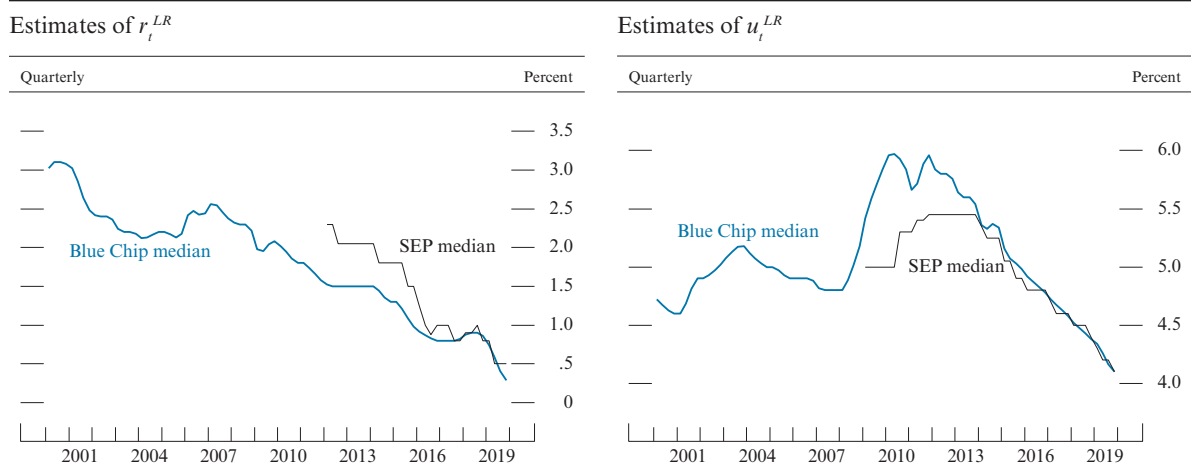 Estimates of r_t^LR
Quarterly Percent
3.5
3.0
2.5
2.0
1.5
1.0
.5
0
Blue Chip median
SEP median
2001 2004 2007 2010 2013 2016 2019
Estimates of u_t^LR
Quarterly Percent
6.0
5.5
5.0
4.5
4.0
Blue Chip median
SEP median
2001 2004 2007 2010 2013 2016 2019